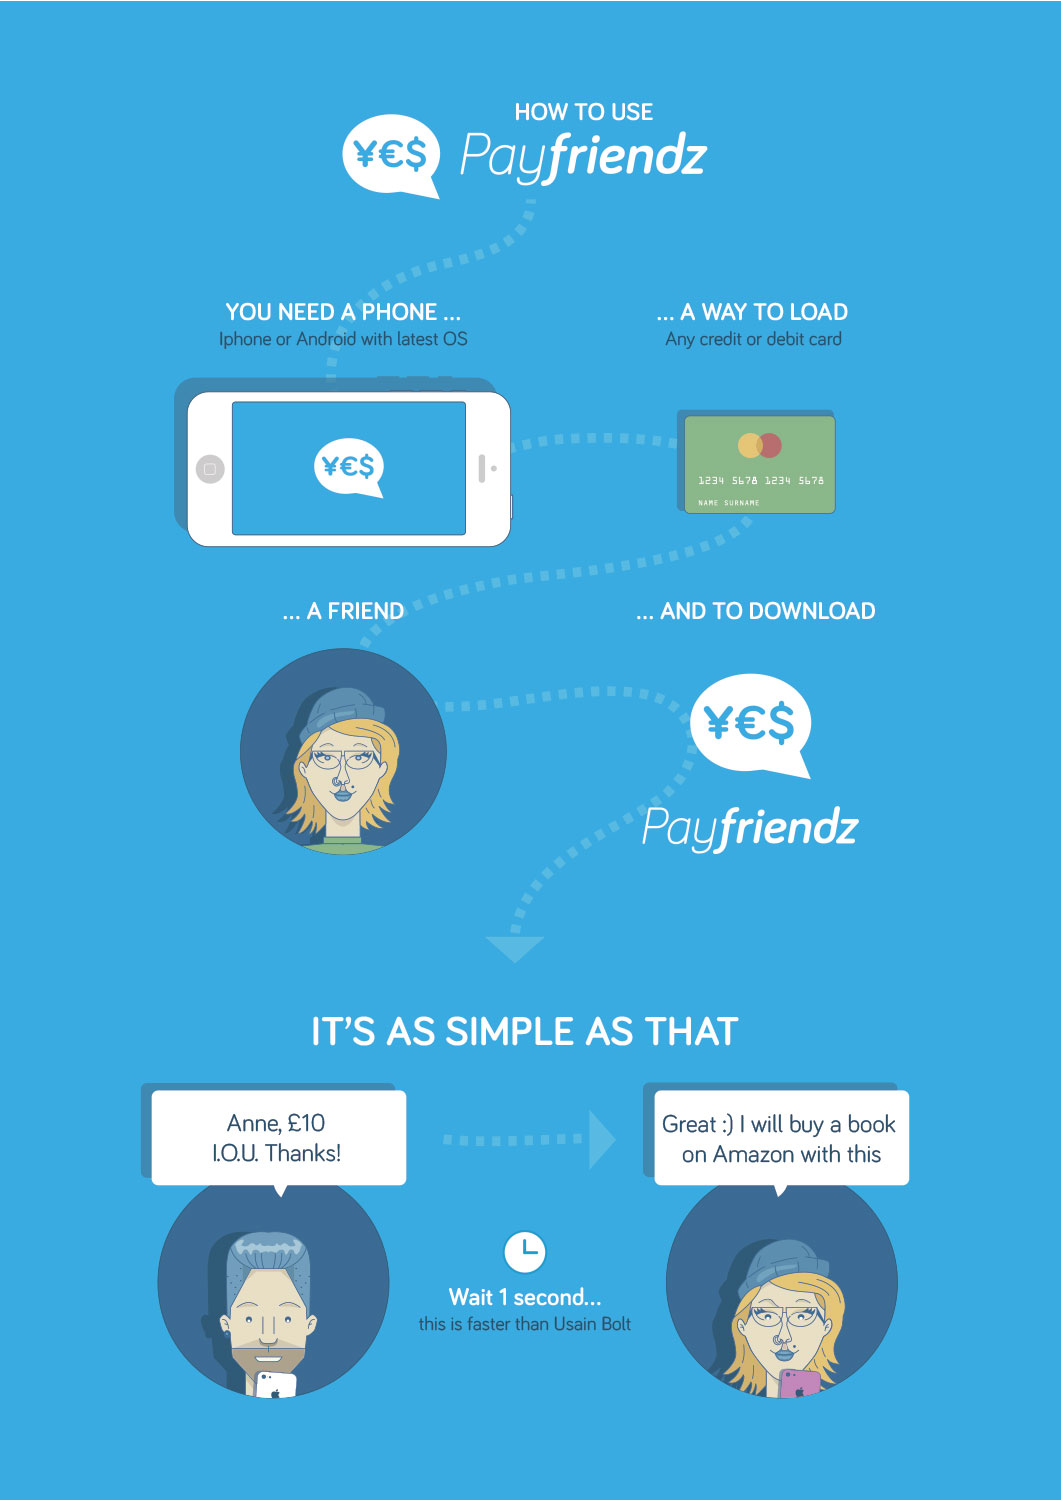 HOW TO USE
¥€$
Payfriendz
YOU NEED A PHONE ...
Iphone or Android with latest OS
... A WAY TO LOAD
Any credit or debit card
¥€$
1234 5678 1234 5678
NAME SURNAME
... A FRIEND
... AND TO DOWNLOAD
¥€$
Payfriendz
IT'S AS SIMPLE AS THAT
Anne, £10
I.O.U. Thanks!
Great :) I will buy a book
on Amazon with this
Wait 1 second...
this is faster than Usain Bolt